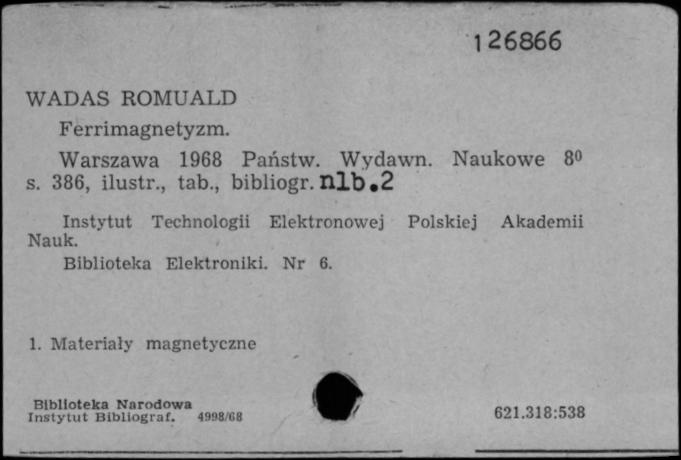 126866
WADAS ROMUALD
Ferrimagnetyzm.
Warszawa 1968 Państw. Wydawn. Naukowe 8⁰
s. 386, ilustr., tab., bibliogr. nlb.2
Instytut Technologii Elektronowej Polskiej Akademii
Nauk.
Biblioteka Elektroniki. Nr 6.
1. Materiały magnetyczne
Biblioteka Narodowa
Instytut Bibliograf. 4998/68
621.318:538